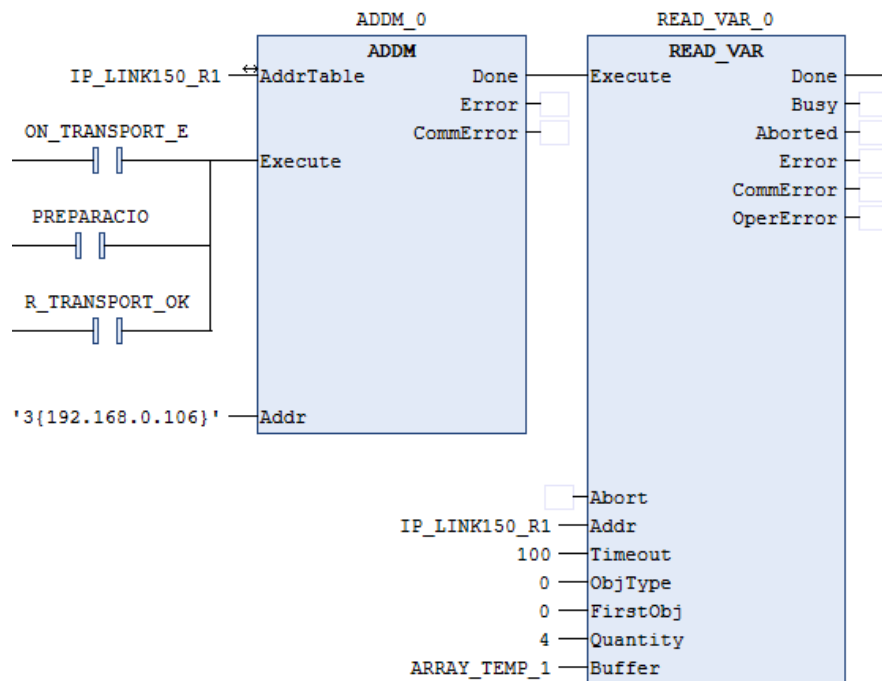 ADDM_0 READ_VAR_0
ADDM READ_VAR
IP_LINK150_R1 AddrTable Done Execute Done
Error Busy
ON_TRANSPORT_E CommError Aborted
Execute Error
CommError
PREPARACIO OperError
R_TRANSPORT_OK
'3{192.168.0.106}' Addr
Abort
IP_LINK150_R1 Addr
100 Timeout
0 ObjType
0 FirstObj
4 Quantity
ARRAY_TEMP_1 Buffer